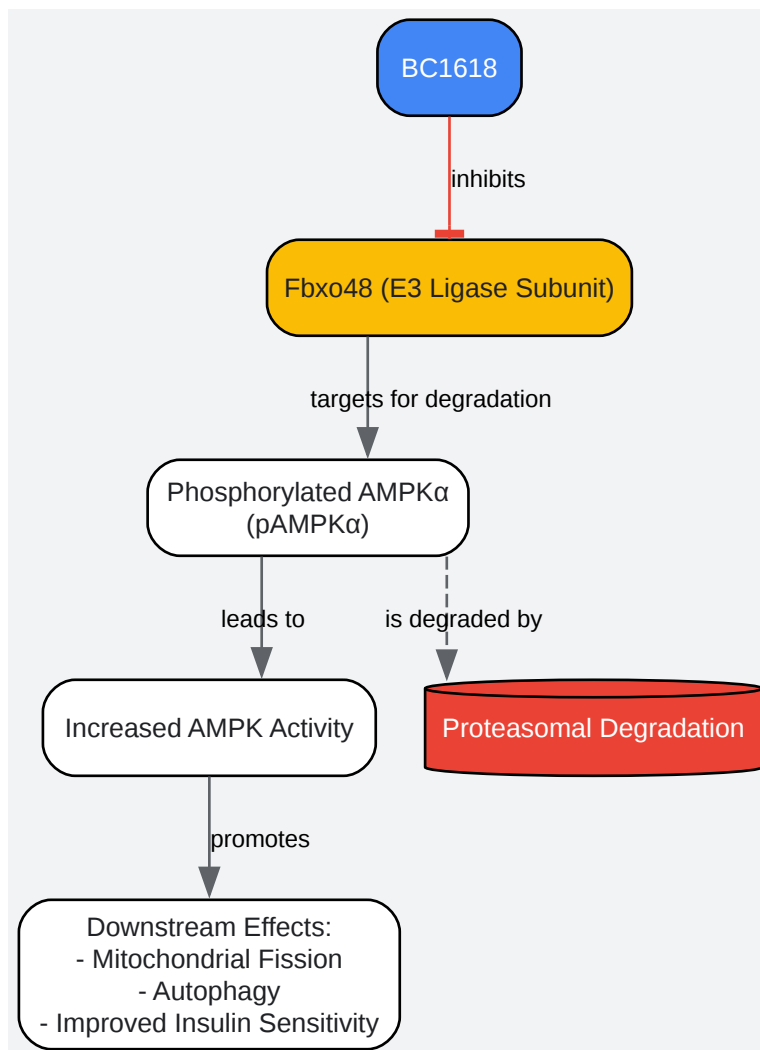 BC1618
inhibits
Fbxo48 (E3 Ligase Subunit)
targets for degradation
Phosphorylated AMPKα
(pAMPKα)
leads to
is degraded by
Increased AMPK Activity
Proteasomal Degradation
promotes
Downstream Effects:
- Mitochondrial Fission
- Autophagy
- Improved Insulin Sensitivity